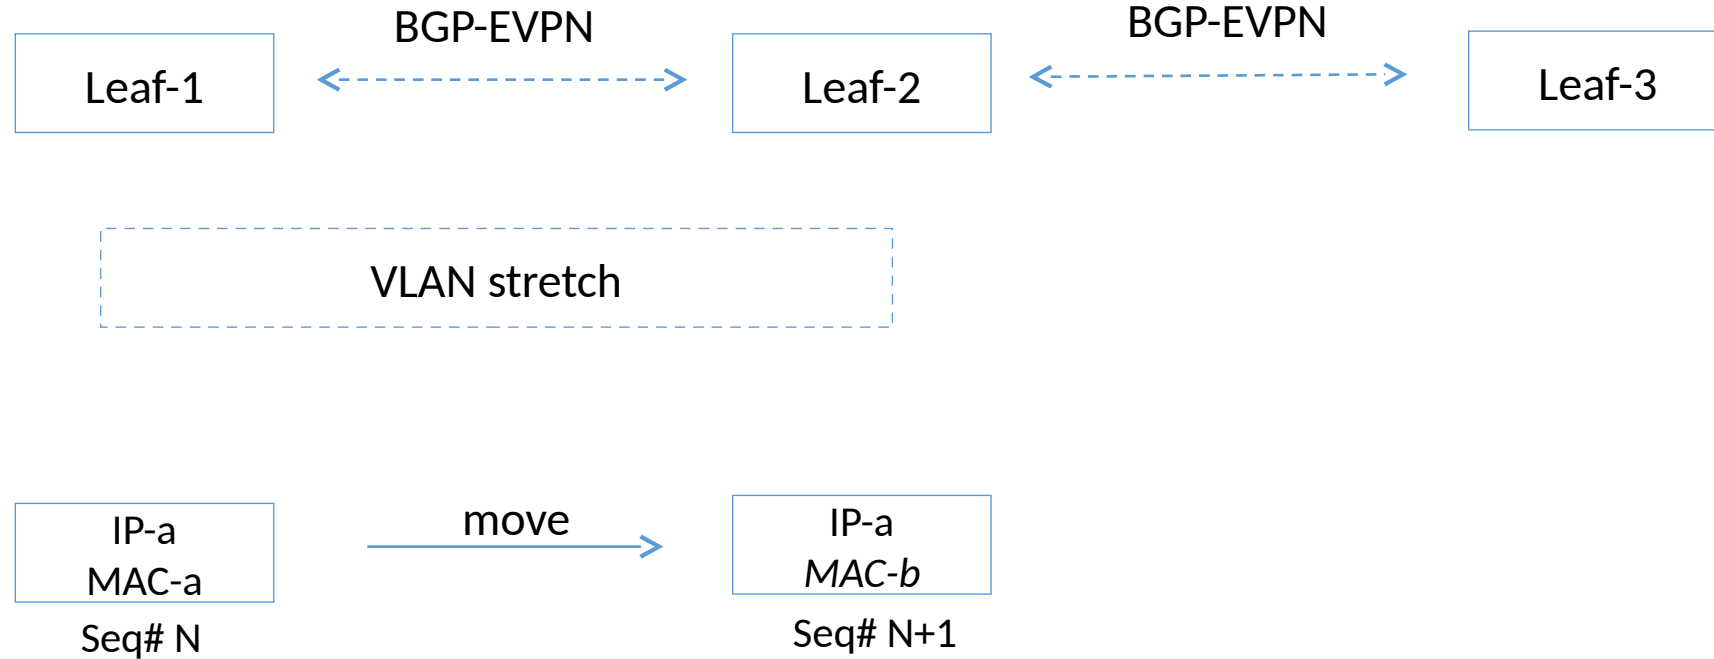 BGP-EVPN
BGP-EVPN
Leaf-1
Leaf-2
Leaf-3
VLAN stretch
IP-a
MAC-a
Seq# N
move
IP-a
MAC-b
Seq# N+1